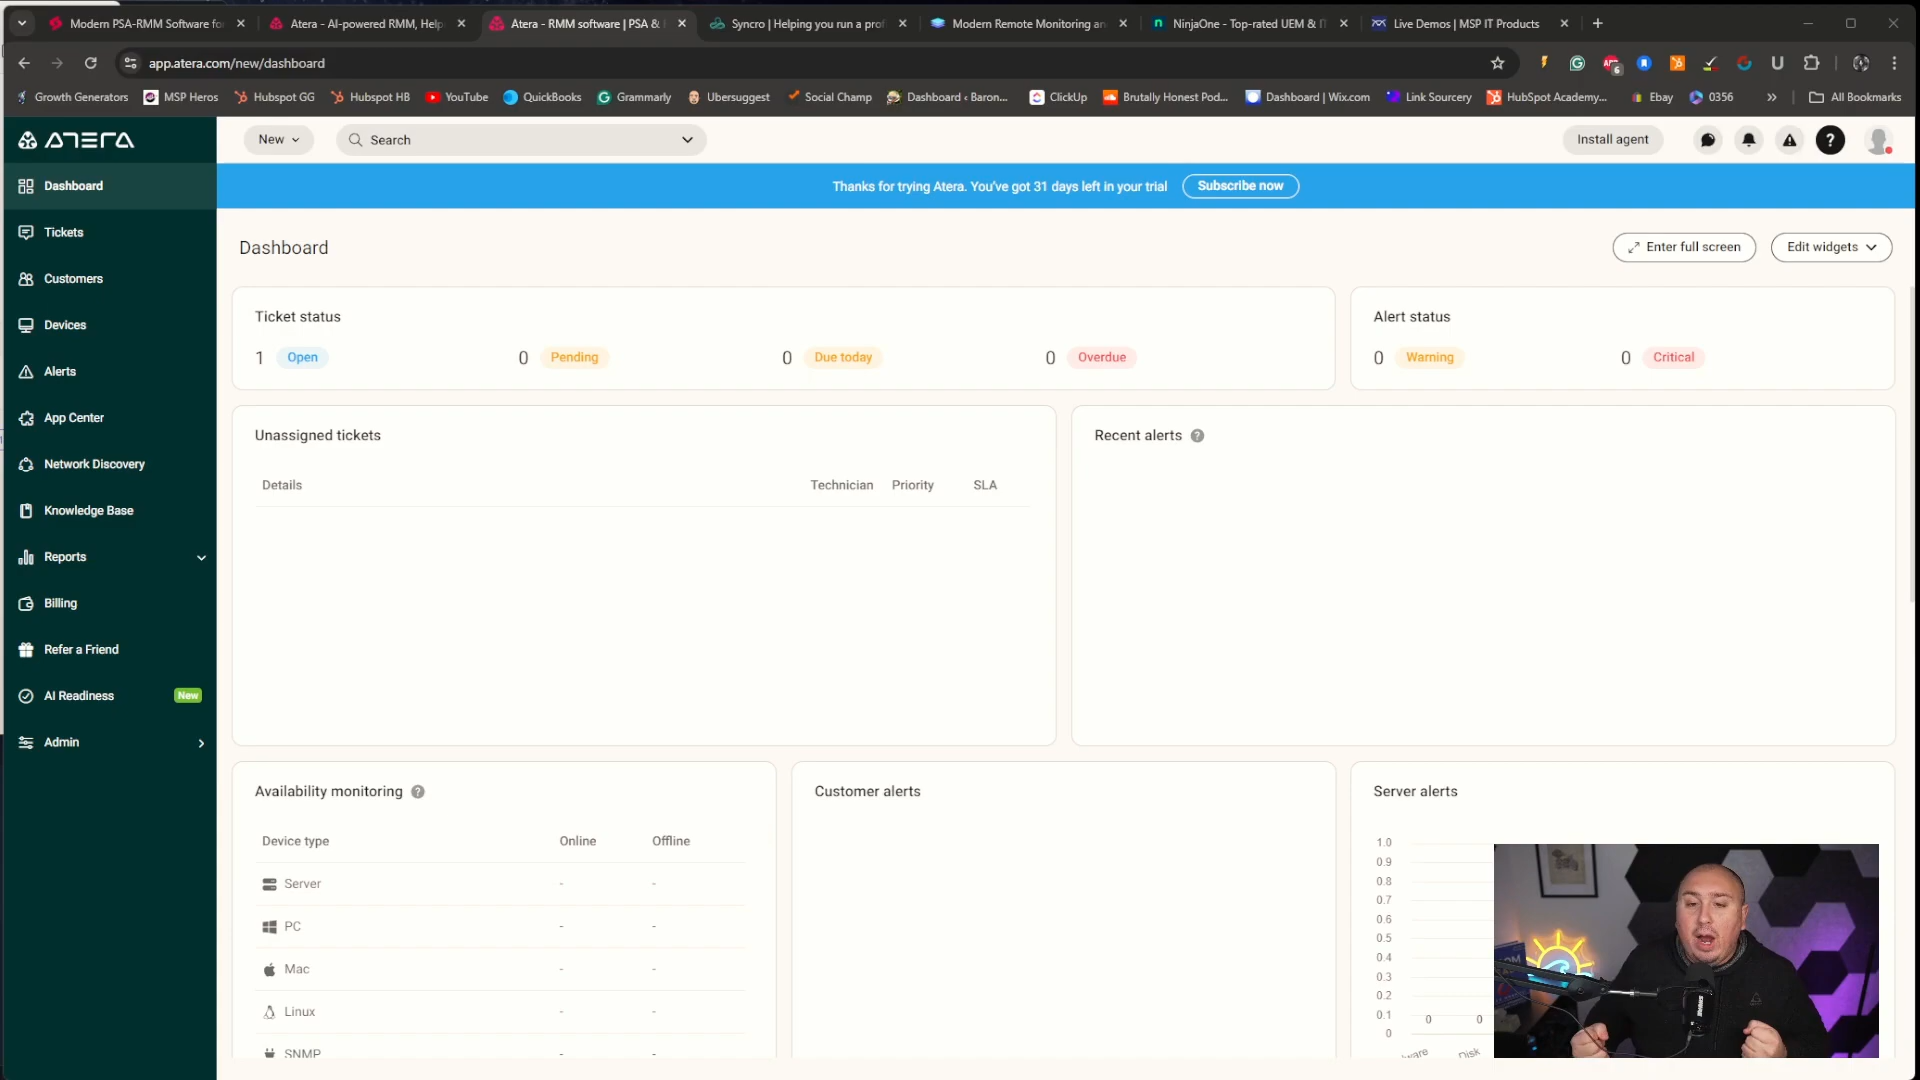 Modern PSA-RMM Software for
Atera - AI-powered RMM, Help
Atera - RMM software | PSA &
Syncro | Helping you run a prof
Modern Remote Monitoring an
NinjaOne - Top-rated UEM & IT
Live Demos | MSP IT Products
app.atera.com/new/dashboard
6
Growth Generators
MSP Heros
Hubspot GG
Hubspot HB
YouTube
QuickBooks
Grammarly
Ubersuggest
Social Champ
Dashboard ‹ Baron...
ClickUp
Brutally Honest Pod...
Dashboard | Wix.com
Link Sourcery
HubSpot Academy...
Ebay
0356
All Bookmarks
ATERA
New
Search
Install agent
Thanks for trying Atera. You've got 31 days left in your trial
Subscribe now
Dashboard
Tickets
Customers
Devices
Alerts
App Center
Network Discovery
Knowledge Base
Reports
Billing
Refer a Friend
AI Readiness New
Admin
Dashboard
Enter full screen
Edit widgets
Ticket status
1 Open
0 Pending
0 Due today
0 Overdue
Alert status
0 Warning
0 Critical
Unassigned tickets
Details Technician Priority SLA
Recent alerts
Availability monitoring
Device type Online Offline
Server - -
PC - -
Mac - -
Linux - -
SNMP
Customer alerts
Server alerts
1.0
0.9
0.8
0.7
0.6
0.5
0.4
0.3
0.2
0.1
0
0 0
Disk